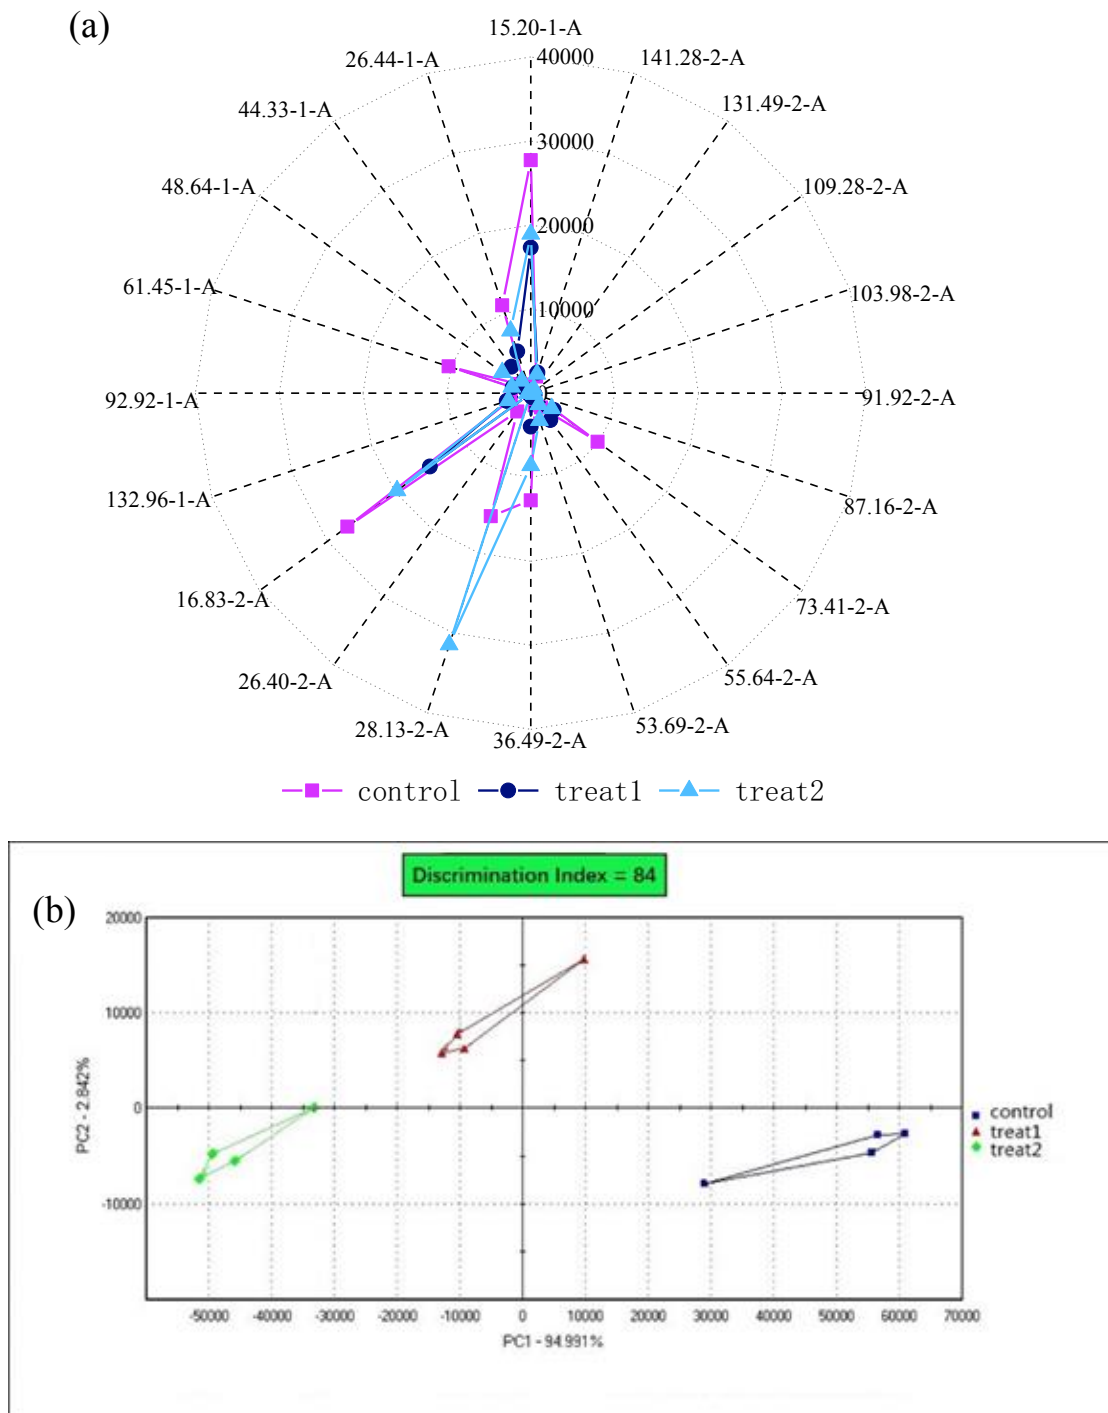 (a)
15.20-1-A
26.44-1-A
40000
141.28-2-A
44.33-1-A
131.49-2-A
30000
48.64-1-A
109.28-2-A
20000
61.45-1-A
103.98-2-A
10000
92.92-1-A
0
91.92-2-A
132.96-1-A
87.16-2-A
16.83-2-A
73.41-2-A
26.40-2-A
55.64-2-A
28.13-2-A
36.49-2-A
53.69-2-A
control treat1 treat2
Discrimination Index = 84
(b)
20000
10000
0
-10000
PC2 - 2.842%
control
treat1
treat2
-50000 -40000 -30000 -20000 -10000 0 10000 20000 30000 40000 50000 60000 70000
PC1 - 94.991%